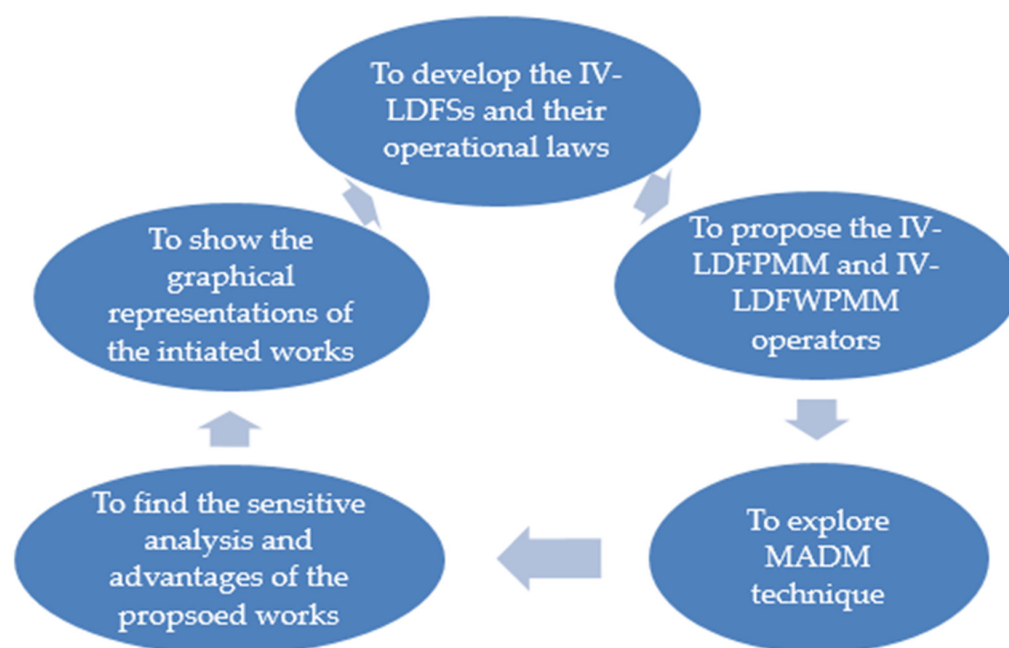 To develop the IV-
LDFSs and their
operational laws
To propose the IV-
LDFPMM and IV-
LDFWPMM
operators
To explore
MADM
technique
To find the sensitive
analysis and
advantages of the
propsoed works
To show the
graphical
representations of
the intiated works